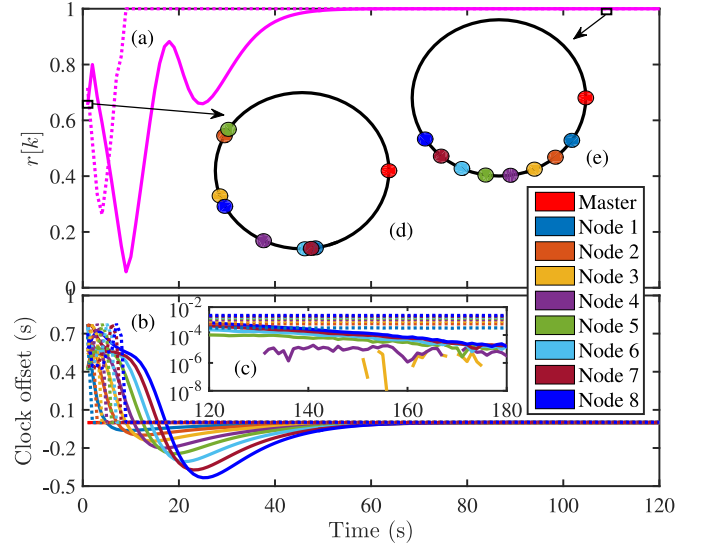 1
0.8
0.6
0.4
0.2
0
r[k]
(a)
(d)
(e)
Master
Node 1
Node 2
Node 3
Node 4
Node 5
Node 6
Node 7
Node 8
1
0.7
0.4
0.1
-0.2
-0.5
Clock offset (s)
(b)
10^-2
10^-4
10^-6
10^-8
(c)
120 140 160 180
0 20 40 60 80 100 120
Time (s)